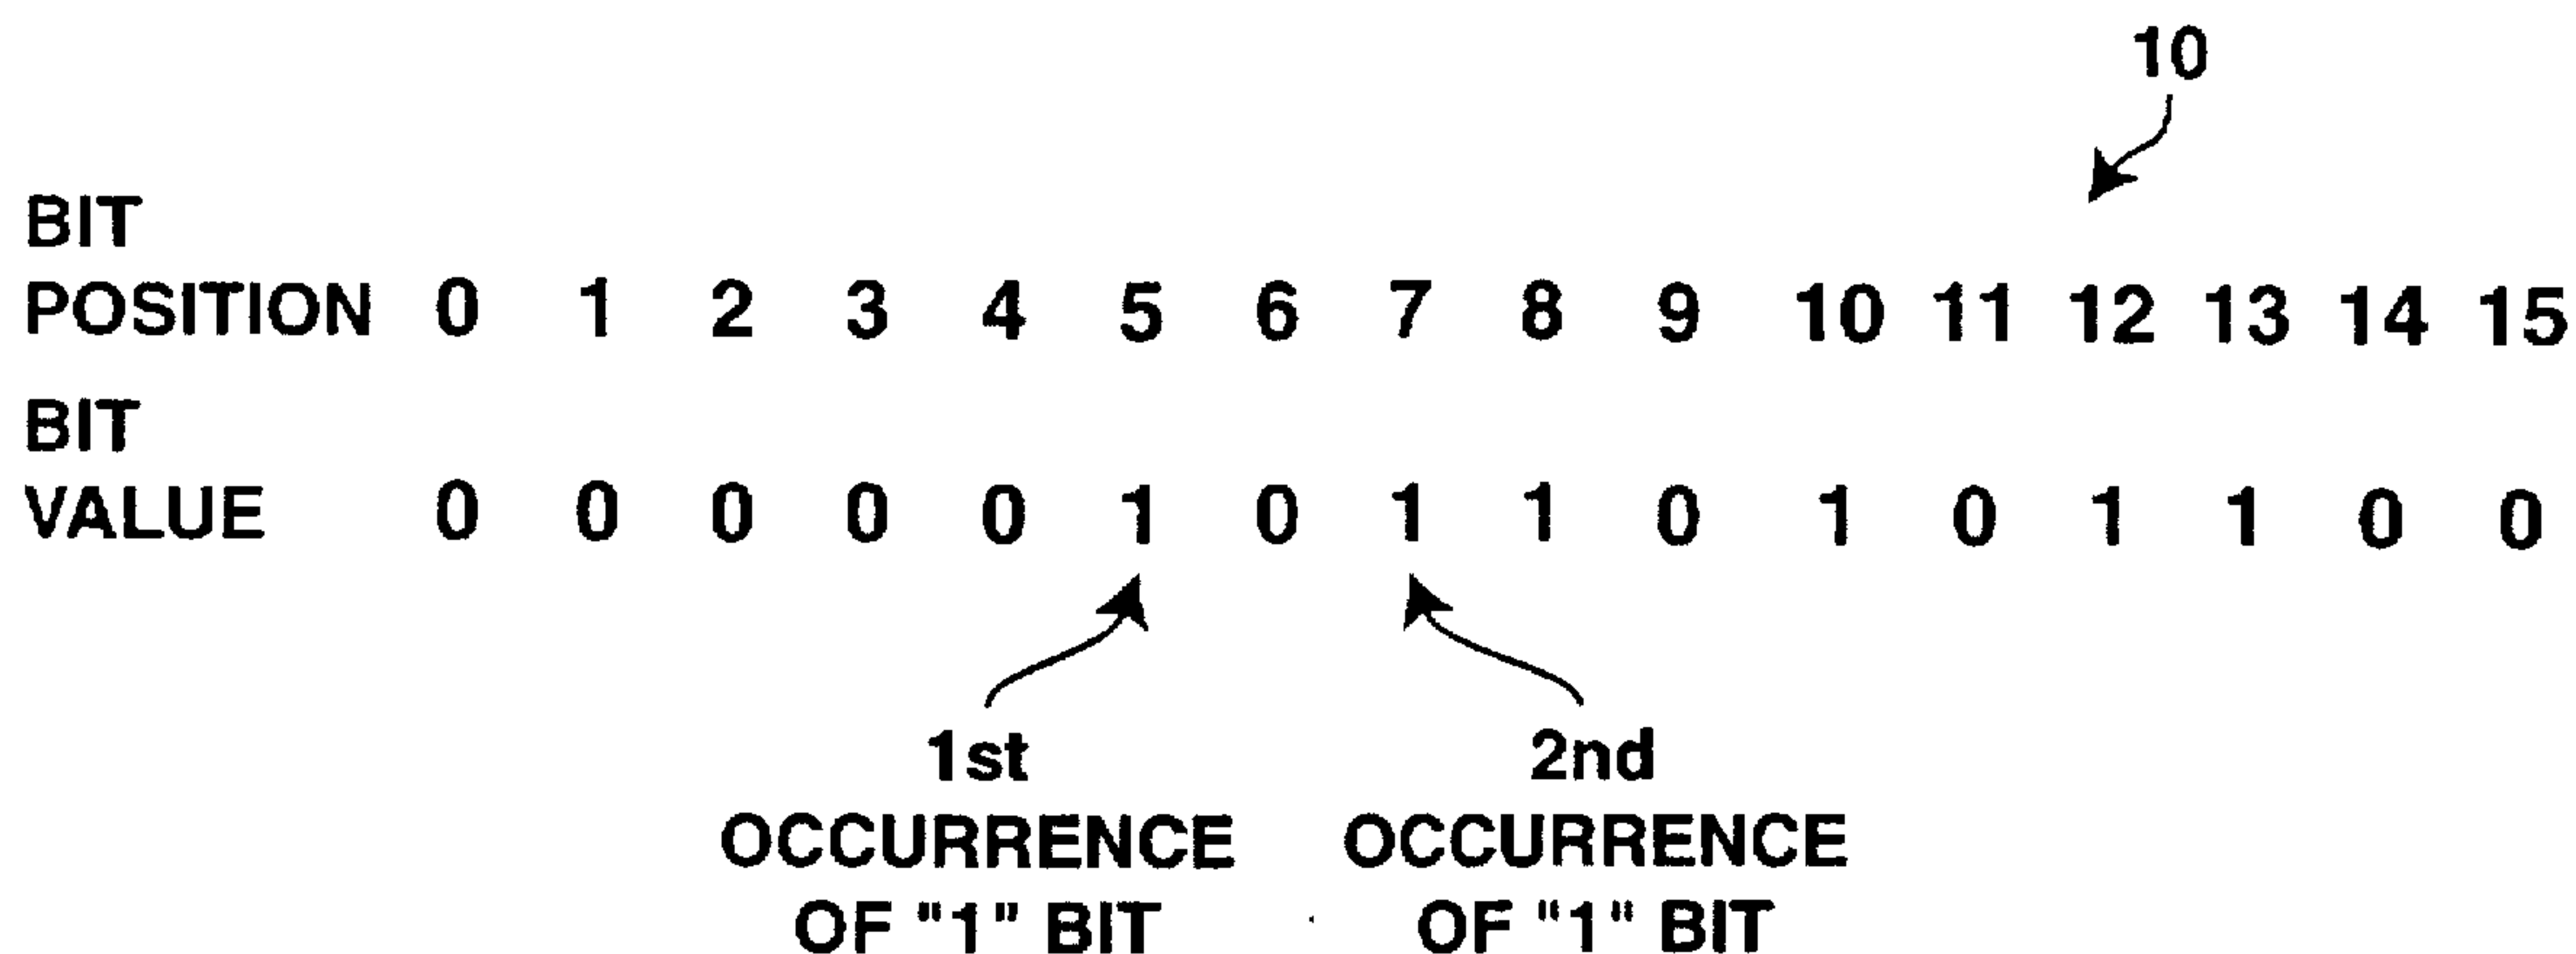 10
BIT
POSITION 0 1 2 3 4 5 6 7 8 9 10 11 12 13 14 15
BIT
VALUE 0 0 0 0 0 1 0 1 1 0 1 0 1 1 0 0
1st
OCCURRENCE
OF "1" BIT
2nd
OCCURRENCE
OF "1" BIT